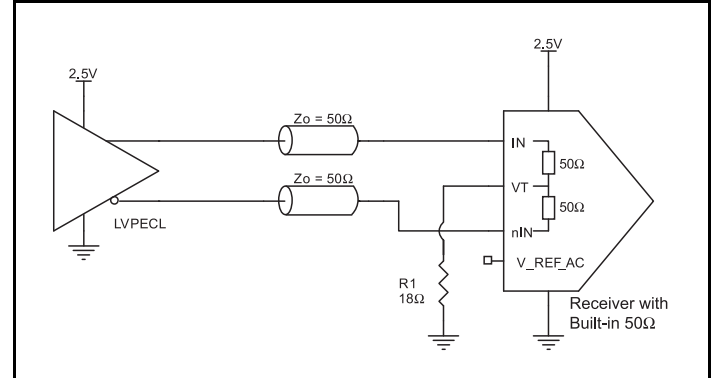 2.5V
2.5V
Zo = 50Ω
IN
50Ω
Zo = 50Ω
VT
50Ω
LVPECL
nIN
V_REF_AC
R1
18Ω
Receiver with
Built-in 50Ω